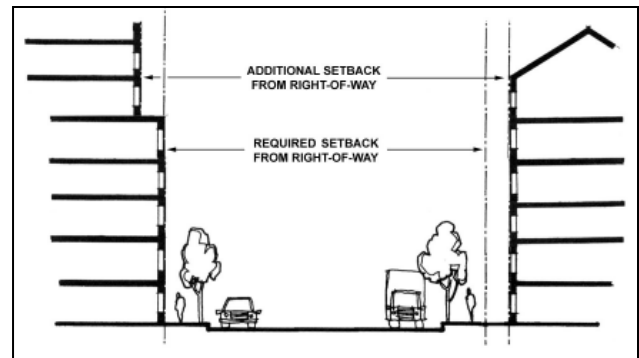 ADDITIONAL SETBACK
FROM RIGHT-OF-WAY
REQUIRED SETBACK
FROM RIGHT-OF-WAY